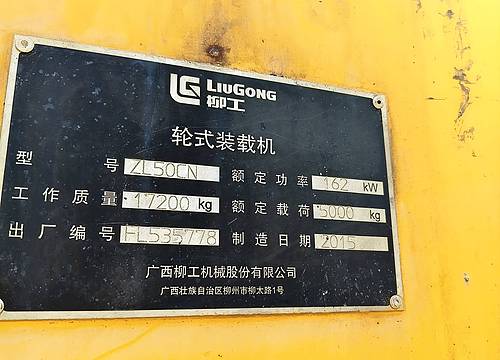 LG LIUGONG
柳工
轮式装载机
型号 ZL50CN 额定功率 162 kW
工作质量 17200 kg 额定载荷 5000 kg
出厂编号 HL535778 制造日期 2015
广西柳工机械股份有限公司
广西壮族自治区柳州市柳太路1号